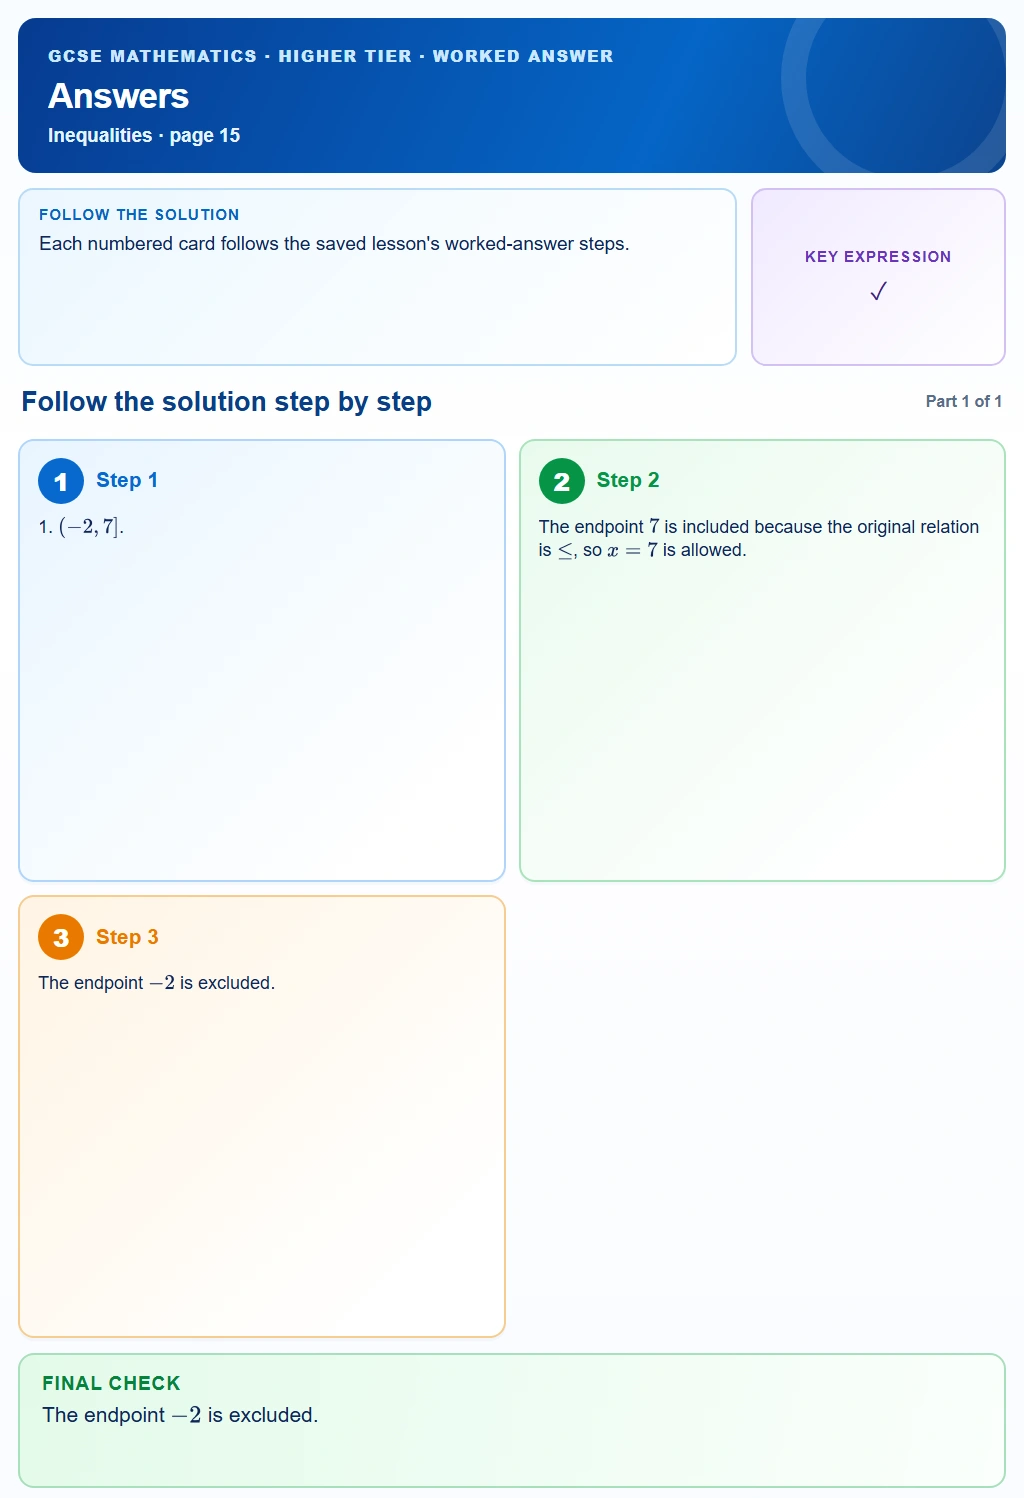 GCSE MATHEMATICS · HIGHER TIER · WORKED ANSWER
Answers
Inequalities · page 15
FOLLOW THE SOLUTION
Each numbered card follows the saved lesson's worked-answer steps.
KEY EXPRESSION
✓
Follow the solution step by step
Part 1 of 1
1 Step 1
1. (−2, 7].
2 Step 2
The endpoint 7 is included because the original relation
is ≤, so x = 7 is allowed.
3 Step 3
The endpoint −2 is excluded.
FINAL CHECK
The endpoint −2 is excluded.